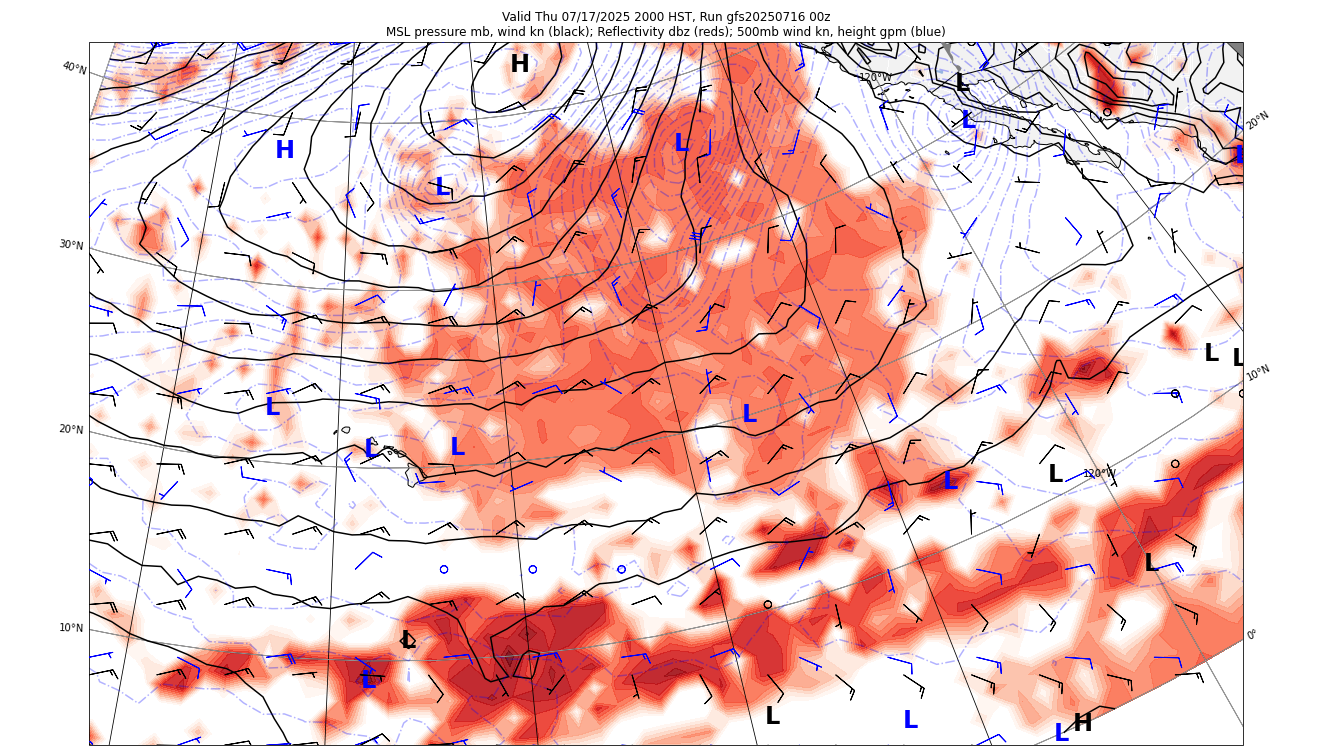 Valid Thu 07/17/2025 2000 HST, Run gfs20250716 00z
MSL pressure mb, wind kn (black); Reflectivity dbz (reds); 500mb wind kn, height gpm (blue)
40°N
H
120°W
L
L
20°N
H
L
L
L
30°N
L
L
10°N
L
L
20°N
L
L
L
L
120°W
L
10°N
L
0°
L
L
L
L
H